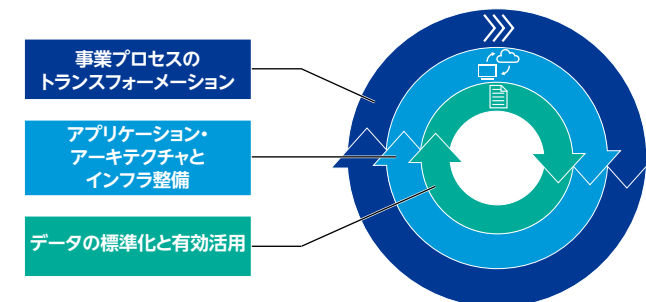 事業プロセスの
トランスフォーメーション
アプリケーション・
アーキテクチャと
インフラ整備
データの標準化と有効活用